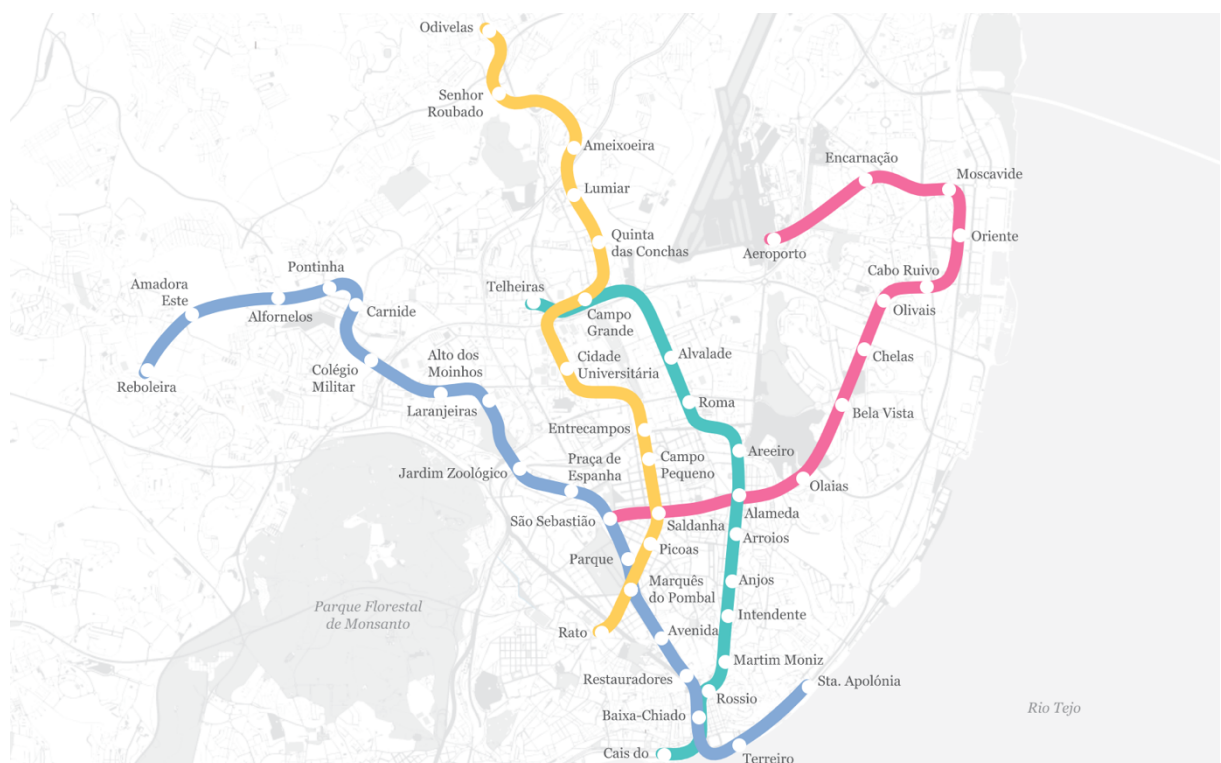 Odivelas
Senhor
Roubado
Ameixoeira
Lumiar
Quinta
das Conchas
Encarnação
Moscavide
Aeroporto
Oriente
Cabo Ruivo
Olivais
Pontinha
Amadora
Este
Alfornelos
Carnide
Reboleira
Telheiras
Campo
Grande
Colégio
Militar
Alto dos
Moinhos
Laranjeiras
Cidade
Universitária
Alvalade
Chelas
Roma
Bela Vista
Entrecampos
Areeiro
Jardim Zoológico
Praça de
Espanha
Campo
Pequeno
Olaias
São Sebastião
Saldanha
Alameda
Arroios
Parque
Picoas
Marquês
do Pombal
Anjos
Parque Florestal
de Monsanto
Rato
Avenida
Intendente
Restauradores
Martim Moniz
Sta. Apolónia
Rossio
Rio Tejo
Baixa-Chiado
Cais do
Terreiro